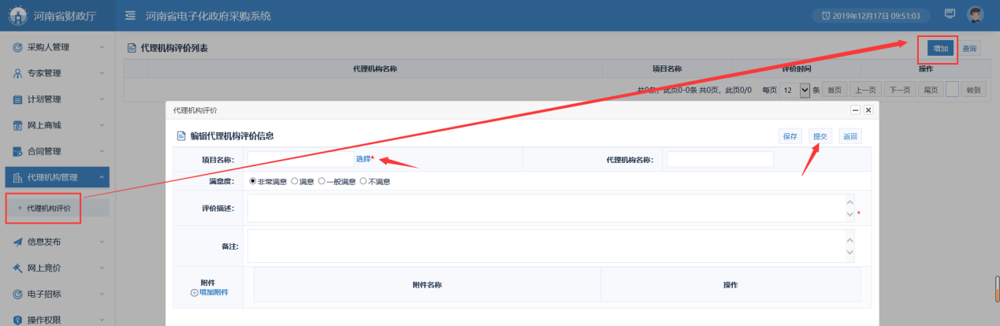 河南省财政厅
河南省电子化政府采购系统
2019年12月17日 09:51:03
采购人管理
专家管理
计划管理
网上商城
合同管理
代理机构管理
代理机构评价
信息发布
网上竞价
电子招标
操作权限
代理机构评价列表
增加 查询
代理机构名称 项目名称 评价时间 操作
共0条，此页0-0条 共0页，此页0/0 每页 12 条 首页 上一页 下一页 尾页 转到
代理机构评价
编辑代理机构评价信息
保存 提交 返回
项目名称: 选择* 代理机构名称:
满意度: 非常满意 满意 一般满意 不满意
评价描述: *
备注:
附件 附件名称 操作
增加附件